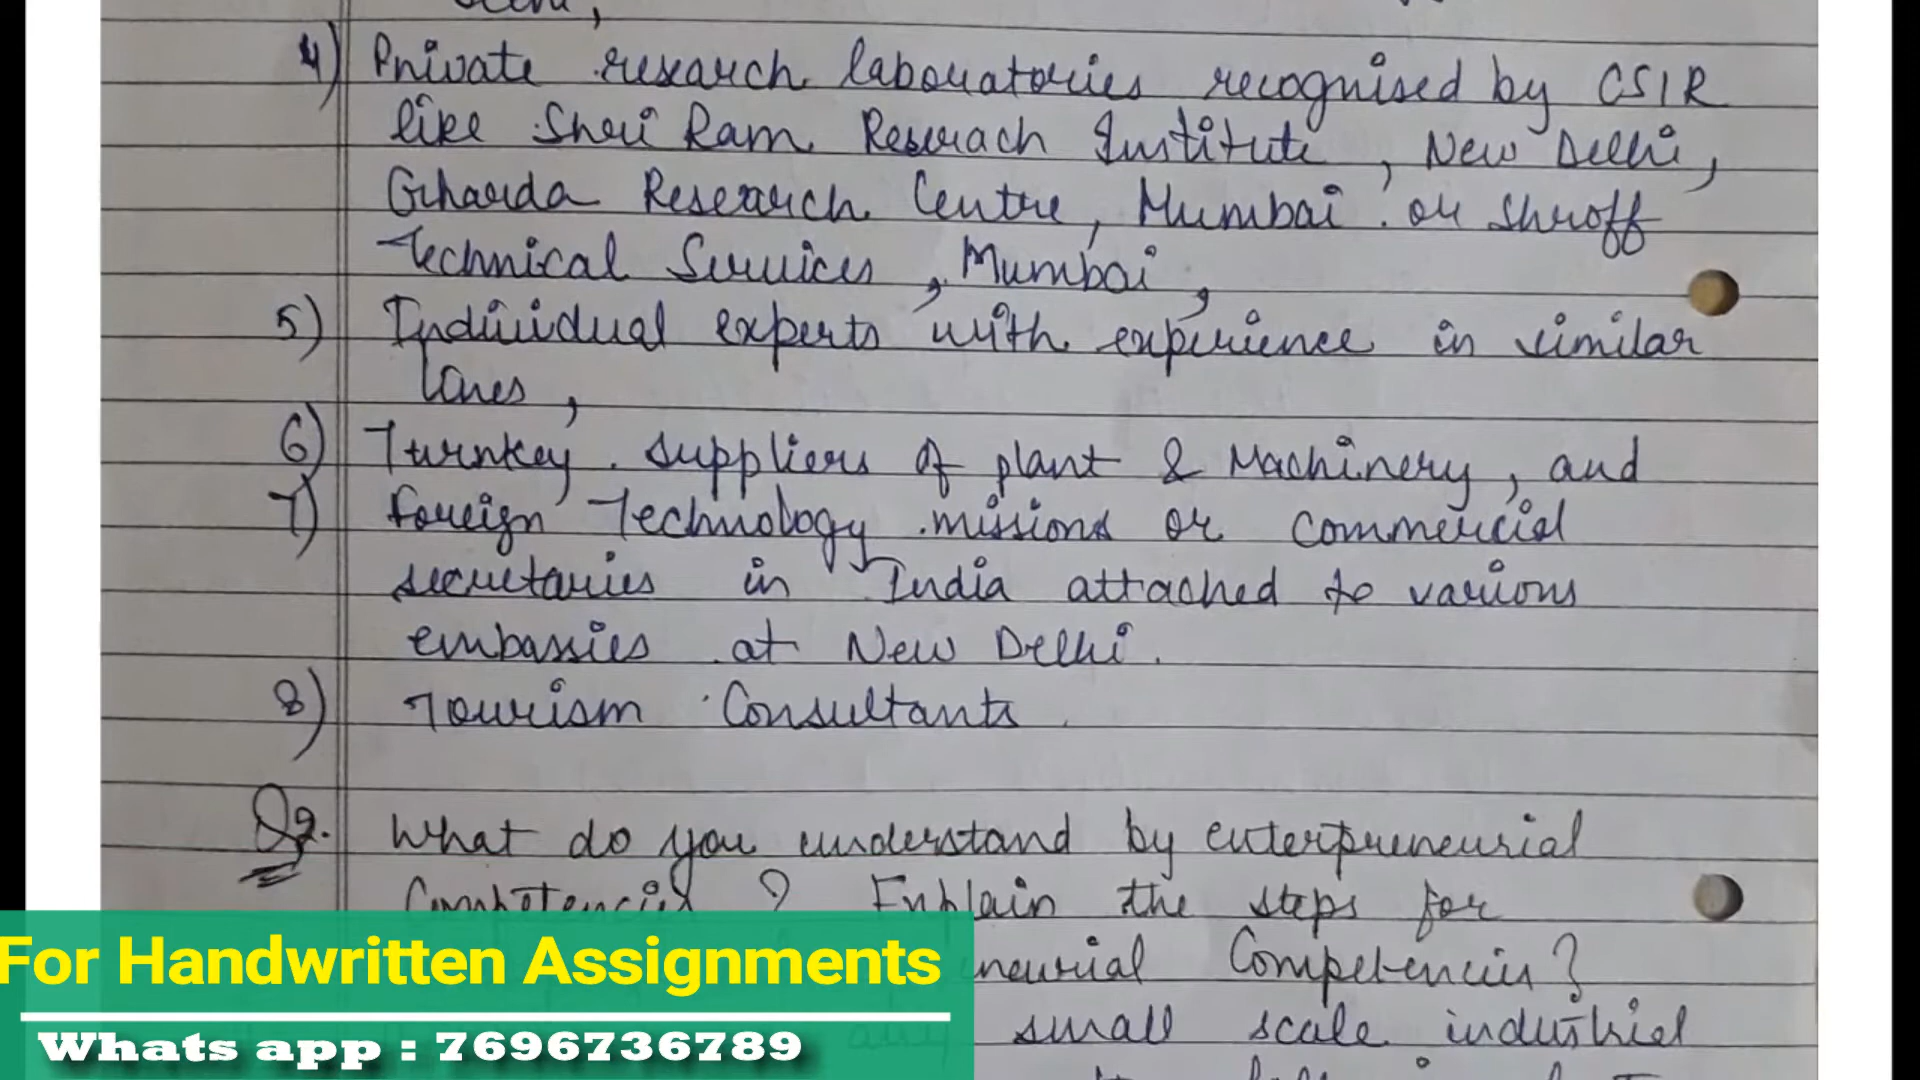 4) Private research laboratories recognised by CSIR
like Shri Ram Reserach Institute, New Delhi,
Gharda Research Centre, Mumbai or Shroff
Technical Services, Mumbai,
5) Individual experts with experience in similar
lones,
6) Turnkey suppliers of plant & Machinery, and
7) foreign Technology missions or commercial
secretaries in India attached to various
embassies at New Delhi.
8) Tourism Consultants.
Q2. What do you understand by enterpreneurial
Competencies? Explain the steps for
neurial Competencies?
small scale industrial
For Handwritten Assignments
Whats app : 7696736789